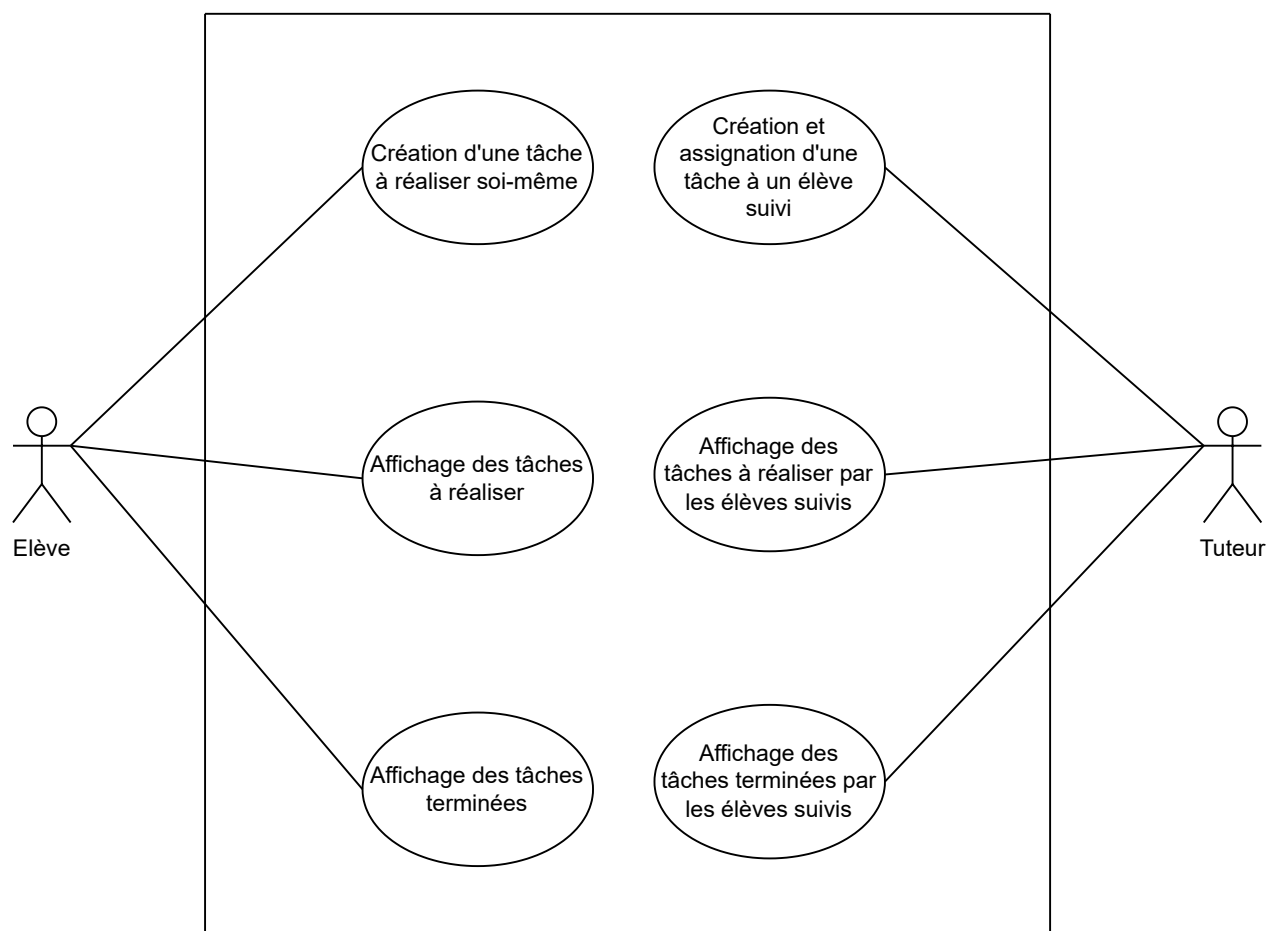 Création d'une tâche
à réaliser soi-même
Création et
assignation d'une
tâche à un élève
suivi
Affichage des tâches
à réaliser
Affichage des
tâches à réaliser par
les élèves suivis
Elève
Tuteur
Affichage des tâches
terminées
Affichage des
tâches terminées par
les élèves suivis